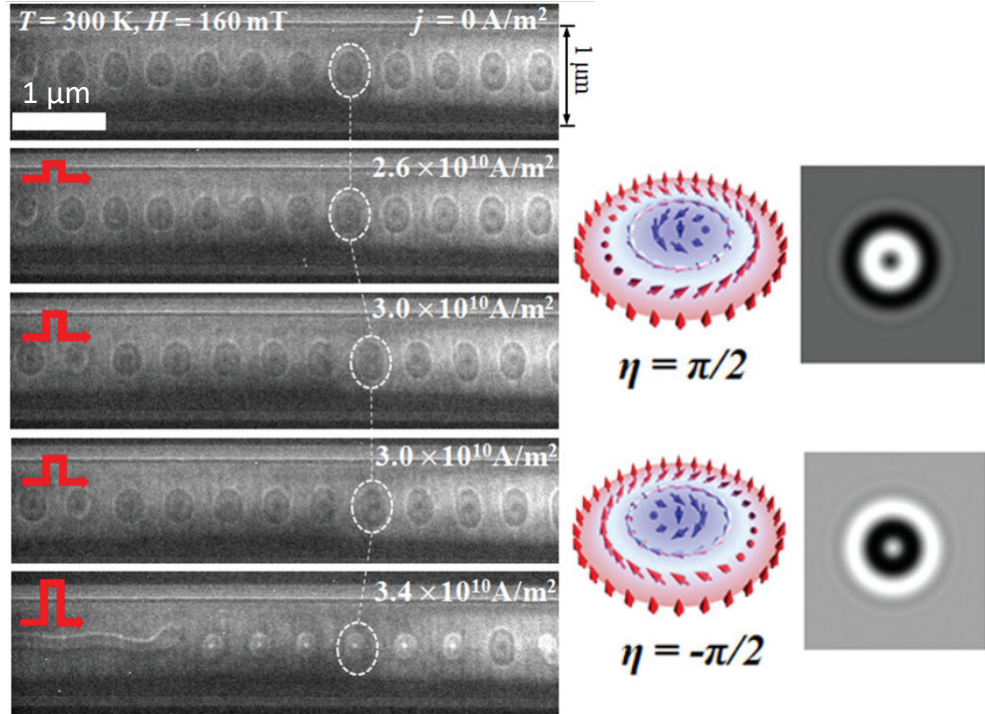 T = 300 K, H = 160 mT
j = 0 A/m²
1 μm
1 μm
2.6 ×10¹⁰A/m²
3.0 ×10¹⁰A/m²
3.0 ×10¹⁰A/m²
3.4 ×10¹⁰A/m²
η = π/2
η = -π/2